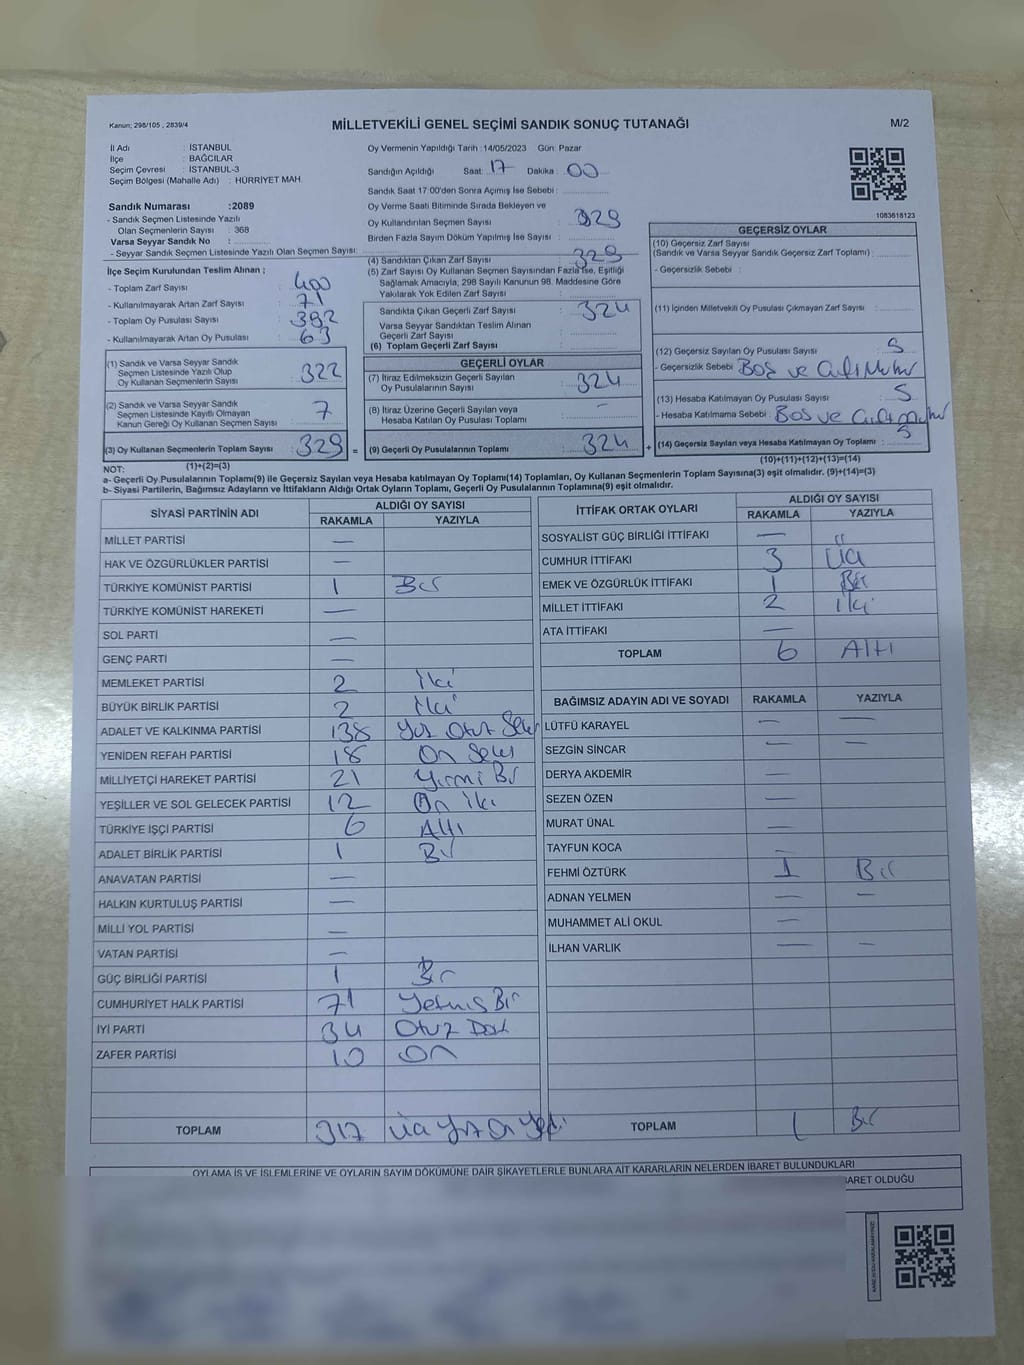 Kanun; 298/105 , 2839/4
MİLLETVEKİLİ GENEL SEÇİMİ SANDIK SONUÇ TUTANAĞI
M/2
İl Adı : İSTANBUL
İlçe : BAĞCILAR
Seçim Çevresi : İSTANBUL-3
Seçim Bölgesi (Mahalle Adı) : HÜRRİYET MAH.
Sandık Numarası :2089
- Sandık Seçmen Listesinde Yazılı
Olan Seçmenlerin Sayısı : 368
Varsa Seyyar Sandık No :
- Seyyar Sandık Seçmen Listesinde Yazılı Olan Seçmen Sayısı:
Oy Vermenin Yapıldığı Tarih : 14/05/2023 Gün: Pazar
Sandığın Açıldığı Saat: 17 Dakika : 00
Sandık Saat 17:00'den Sonra Açılmış İse Sebebi :
Oy Verme Saati Bitiminde Sırada Bekleyen ve
Oy Kullandırılan Seçmen Sayısı : 329
Birden Fazla Sayım Döküm Yapılmış İse Sayısı :
1083618123
İlçe Seçim Kurulundan Teslim Alınan ;
- Toplam Zarf Sayısı : 400
- Kullanılmayarak Artan Zarf Sayısı : 71
- Toplam Oy Pusulası Sayısı : 392
- Kullanılmayarak Artan Oy Pusulası : 63
(1) Sandık ve Varsa Seyyar Sandık
Seçmen Listesinde Yazılı Olup
Oy Kullanan Seçmenlerin Sayısı : 322
(2) Sandık ve Varsa Seyyar Sandık
Seçmen Listesinde Kayıtlı Olmayan
Kanun Gereği Oy Kullanan Seçmen Sayısı : 7
(3) Oy Kullanan Seçmenlerin Toplam Sayısı : 329 =
(1)+(2)=(3)
(4) Sandıktan Çıkan Zarf Sayısı : 329
(5) Zarf Sayısı Oy Kullanan Seçmen Sayısından Fazla İse, Eşitliği
Sağlamak Amacıyla; 298 Sayılı Kanunun 98. Maddesine Göre
Yakılarak Yok Edilen Zarf Sayısı :
Sandıkta Çıkan Geçerli Zarf Sayısı : 324
Varsa Seyyar Sandıktan Teslim Alınan
Geçerli Zarf Sayısı :
(6) Toplam Geçerli Zarf Sayısı :
GEÇERLİ OYLAR
(7) İtiraz Edilmeksizin Geçerli Sayılan
Oy Pusulalarının Sayısı : 324
(8) İtiraz Üzerine Geçerli Sayılan veya
Hesaba Katılan Oy Pusulası Toplamı : -
(9) Geçerli Oy Pusulalarının Toplamı : 324 +
GEÇERSİZ OYLAR
(10) Geçersiz Zarf Sayısı
(Sandık ve Varsa Seyyar Sandık Geçersiz Zarf Toplamı) :
- Geçersizlik Sebebi :
(11) İçinden Milletvekili Oy Pusulası Çıkmayan Zarf Sayısı :
(12) Geçersiz Sayılan Oy Pusulası Sayısı : 5
- Geçersizlik Sebebi : Boş ve Çift Mühür
(13) Hesaba Katılmayan Oy Pusulası Sayısı : 5
- Hesaba Katılmama Sebebi : Boş ve Çift mühür
(14) Geçersiz Sayılan veya Hesaba Katılmayan Oy Toplamı : 5
(10)+(11)+(12)+(13)=(14)
NOT:
a- Geçerli Oy Pusulalarının Toplamı(9) ile Geçersiz Sayılan veya Hesaba katılmayan Oy Toplamı(14) Toplamları, Oy Kullanan Seçmenlerin Toplam Sayısına(3) eşit olmalıdır. (9)+(14)=(3)
b- Siyasi Partilerin, Bağımsız Adayların ve İttifakların Aldığı Ortak Oyların Toplamı, Geçerli Oy Pusulalarının Toplamına(9) eşit olmalıdır.
SİYASİ PARTİNİN ADI
ALDIĞI OY SAYISI
RAKAMLA YAZIYLA
MİLLET PARTİSİ —
HAK VE ÖZGÜRLÜKLER PARTİSİ —
TÜRKİYE KOMÜNİST PARTİSİ 1 Bir
TÜRKİYE KOMÜNİST HAREKETİ —
SOL PARTİ —
GENÇ PARTİ —
MEMLEKET PARTİSİ 2 İki
BÜYÜK BİRLİK PARTİSİ 2 İki
ADALET VE KALKINMA PARTİSİ 138 Yüz Otuz Sekiz
YENİDEN REFAH PARTİSİ 18 On Sekiz
MİLLİYETÇİ HAREKET PARTİSİ 21 Yirmi Bir
YEŞİLLER VE SOL GELECEK PARTİSİ 12 On İki
TÜRKİYE İŞÇİ PARTİSİ 6 Altı
ADALET BİRLİK PARTİSİ 1 Bir
ANAVATAN PARTİSİ —
HALKIN KURTULUŞ PARTİSİ —
MİLLİ YOL PARTİSİ —
VATAN PARTİSİ —
GÜÇ BİRLİĞİ PARTİSİ 1 Bir
CUMHURİYET HALK PARTİSİ 71 Yetmiş Bir
İYİ PARTİ 34 Otuz Dört
ZAFER PARTİSİ 10 On
TOPLAM 317 Üç Yüz On Yedi
İTTİFAK ORTAK OYLARI
ALDIĞI OY SAYISI
RAKAMLA YAZIYLA
SOSYALİST GÜÇ BİRLİĞİ İTTİFAKI —
CUMHUR İTTİFAKI 3 Üç
EMEK VE ÖZGÜRLÜK İTTİFAKI 1 Bir
MİLLET İTTİFAKI 2 İki
ATA İTTİFAKI —
TOPLAM 6 Altı
BAĞIMSIZ ADAYIN ADI VE SOYADI RAKAMLA YAZIYLA
LÜTFÜ KARAYEL — —
SEZGİN SİNCAR — —
DERYA AKDEMİR —
SEZEN ÖZEN —
MURAT ÜNAL —
TAYFUN KOCA —
FEHMİ ÖZTÜRK 1 Bir
ADNAN YELMEN — —
MUHAMMET ALİ OKUL —
İLHAN VARLIK — —
TOPLAM 1 Bir
OYLAMA İŞ VE İŞLEMLERİNE VE OYLARIN SAYIM DÖKÜMÜNE DAİR ŞİKAYETLERLE BUNLARA AİT KARARLARIN NELERDEN İBARET BULUNDUKLARI
BARET OLDUĞU